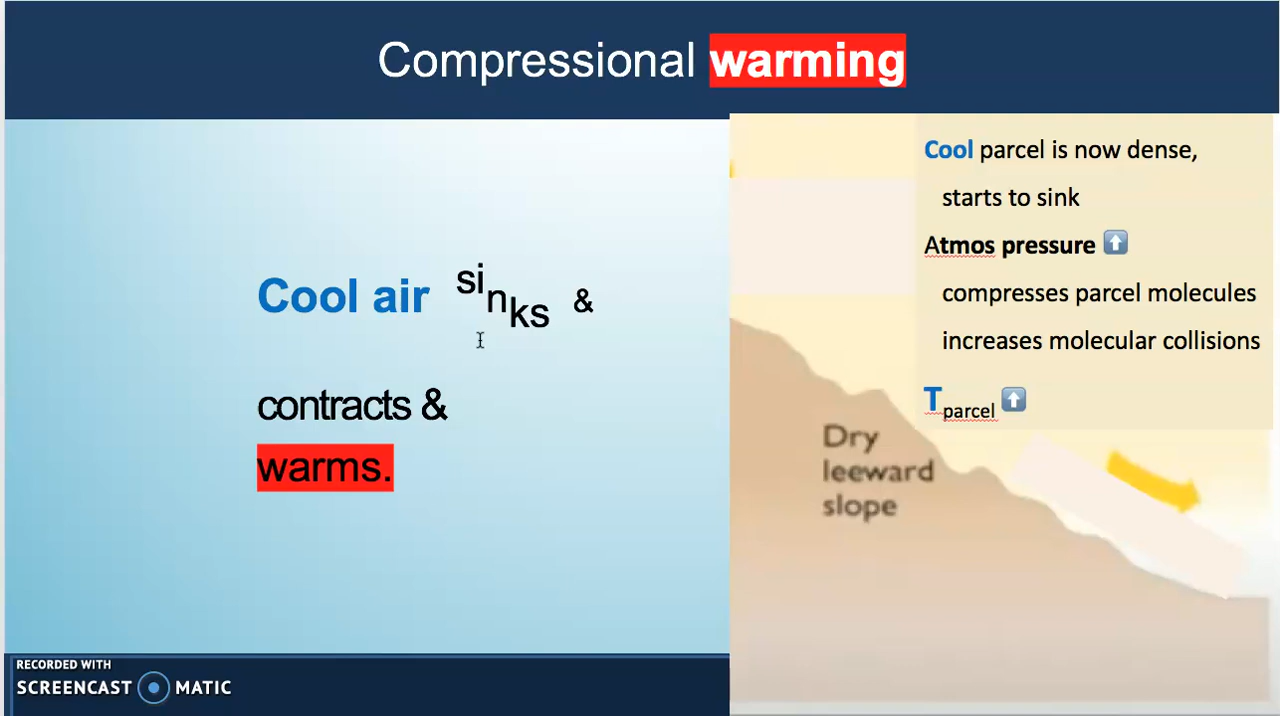 Compressional warming
Cool air sinks &
contracts &
warms.
Cool parcel is now dense,
starts to sink
Atmos pressure ⬆
compresses parcel molecules
increases molecular collisions
Tparcel ⬆
Dry
leeward
slope
RECORDED WITH
SCREENCAST MATIC